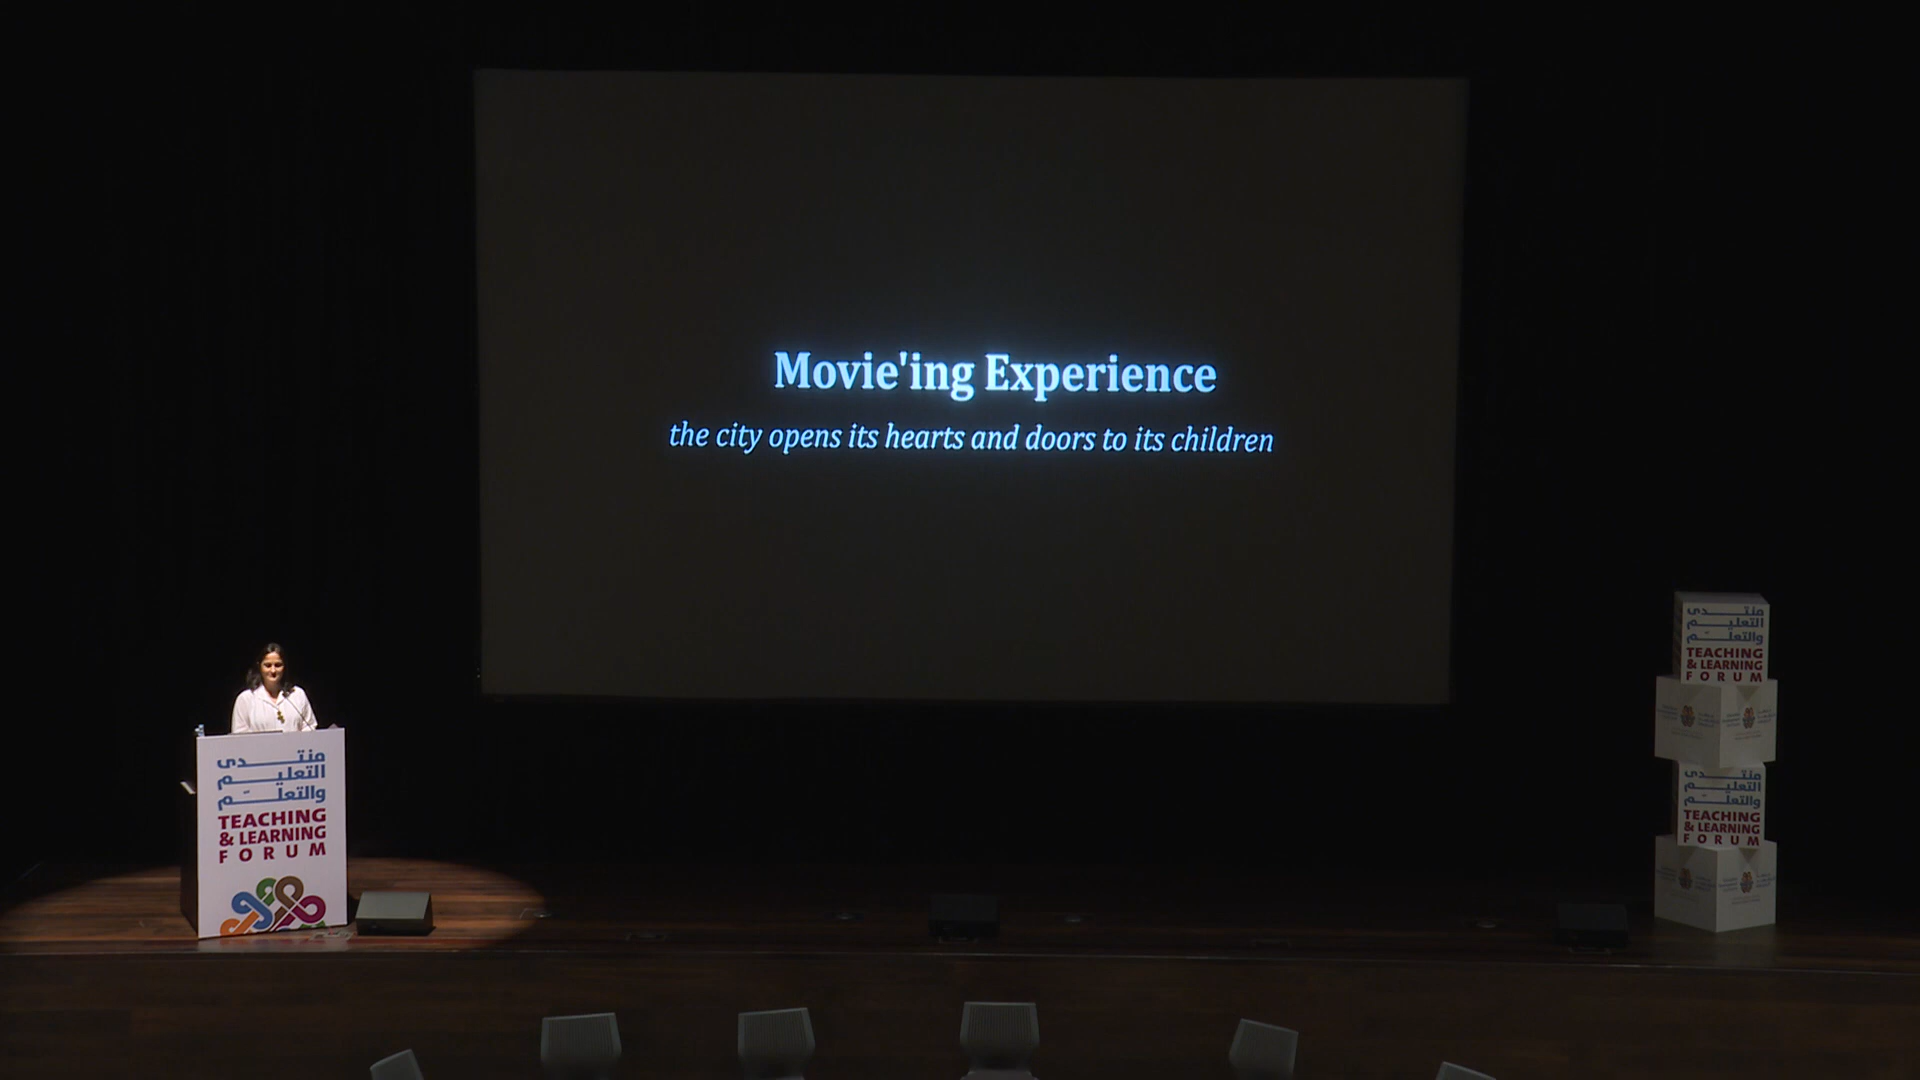 Movie'ing Experience
the city opens its hearts and doors to its children
منتدى
التعليم
والتعلّم
TEACHING
& LEARNING
FORUM
منتدى
التعليم
والتعلّم
TEACHING
& LEARNING
FORUM
منتدى
التعليم
والتعلّم
TEACHING
& LEARNING
FORUM